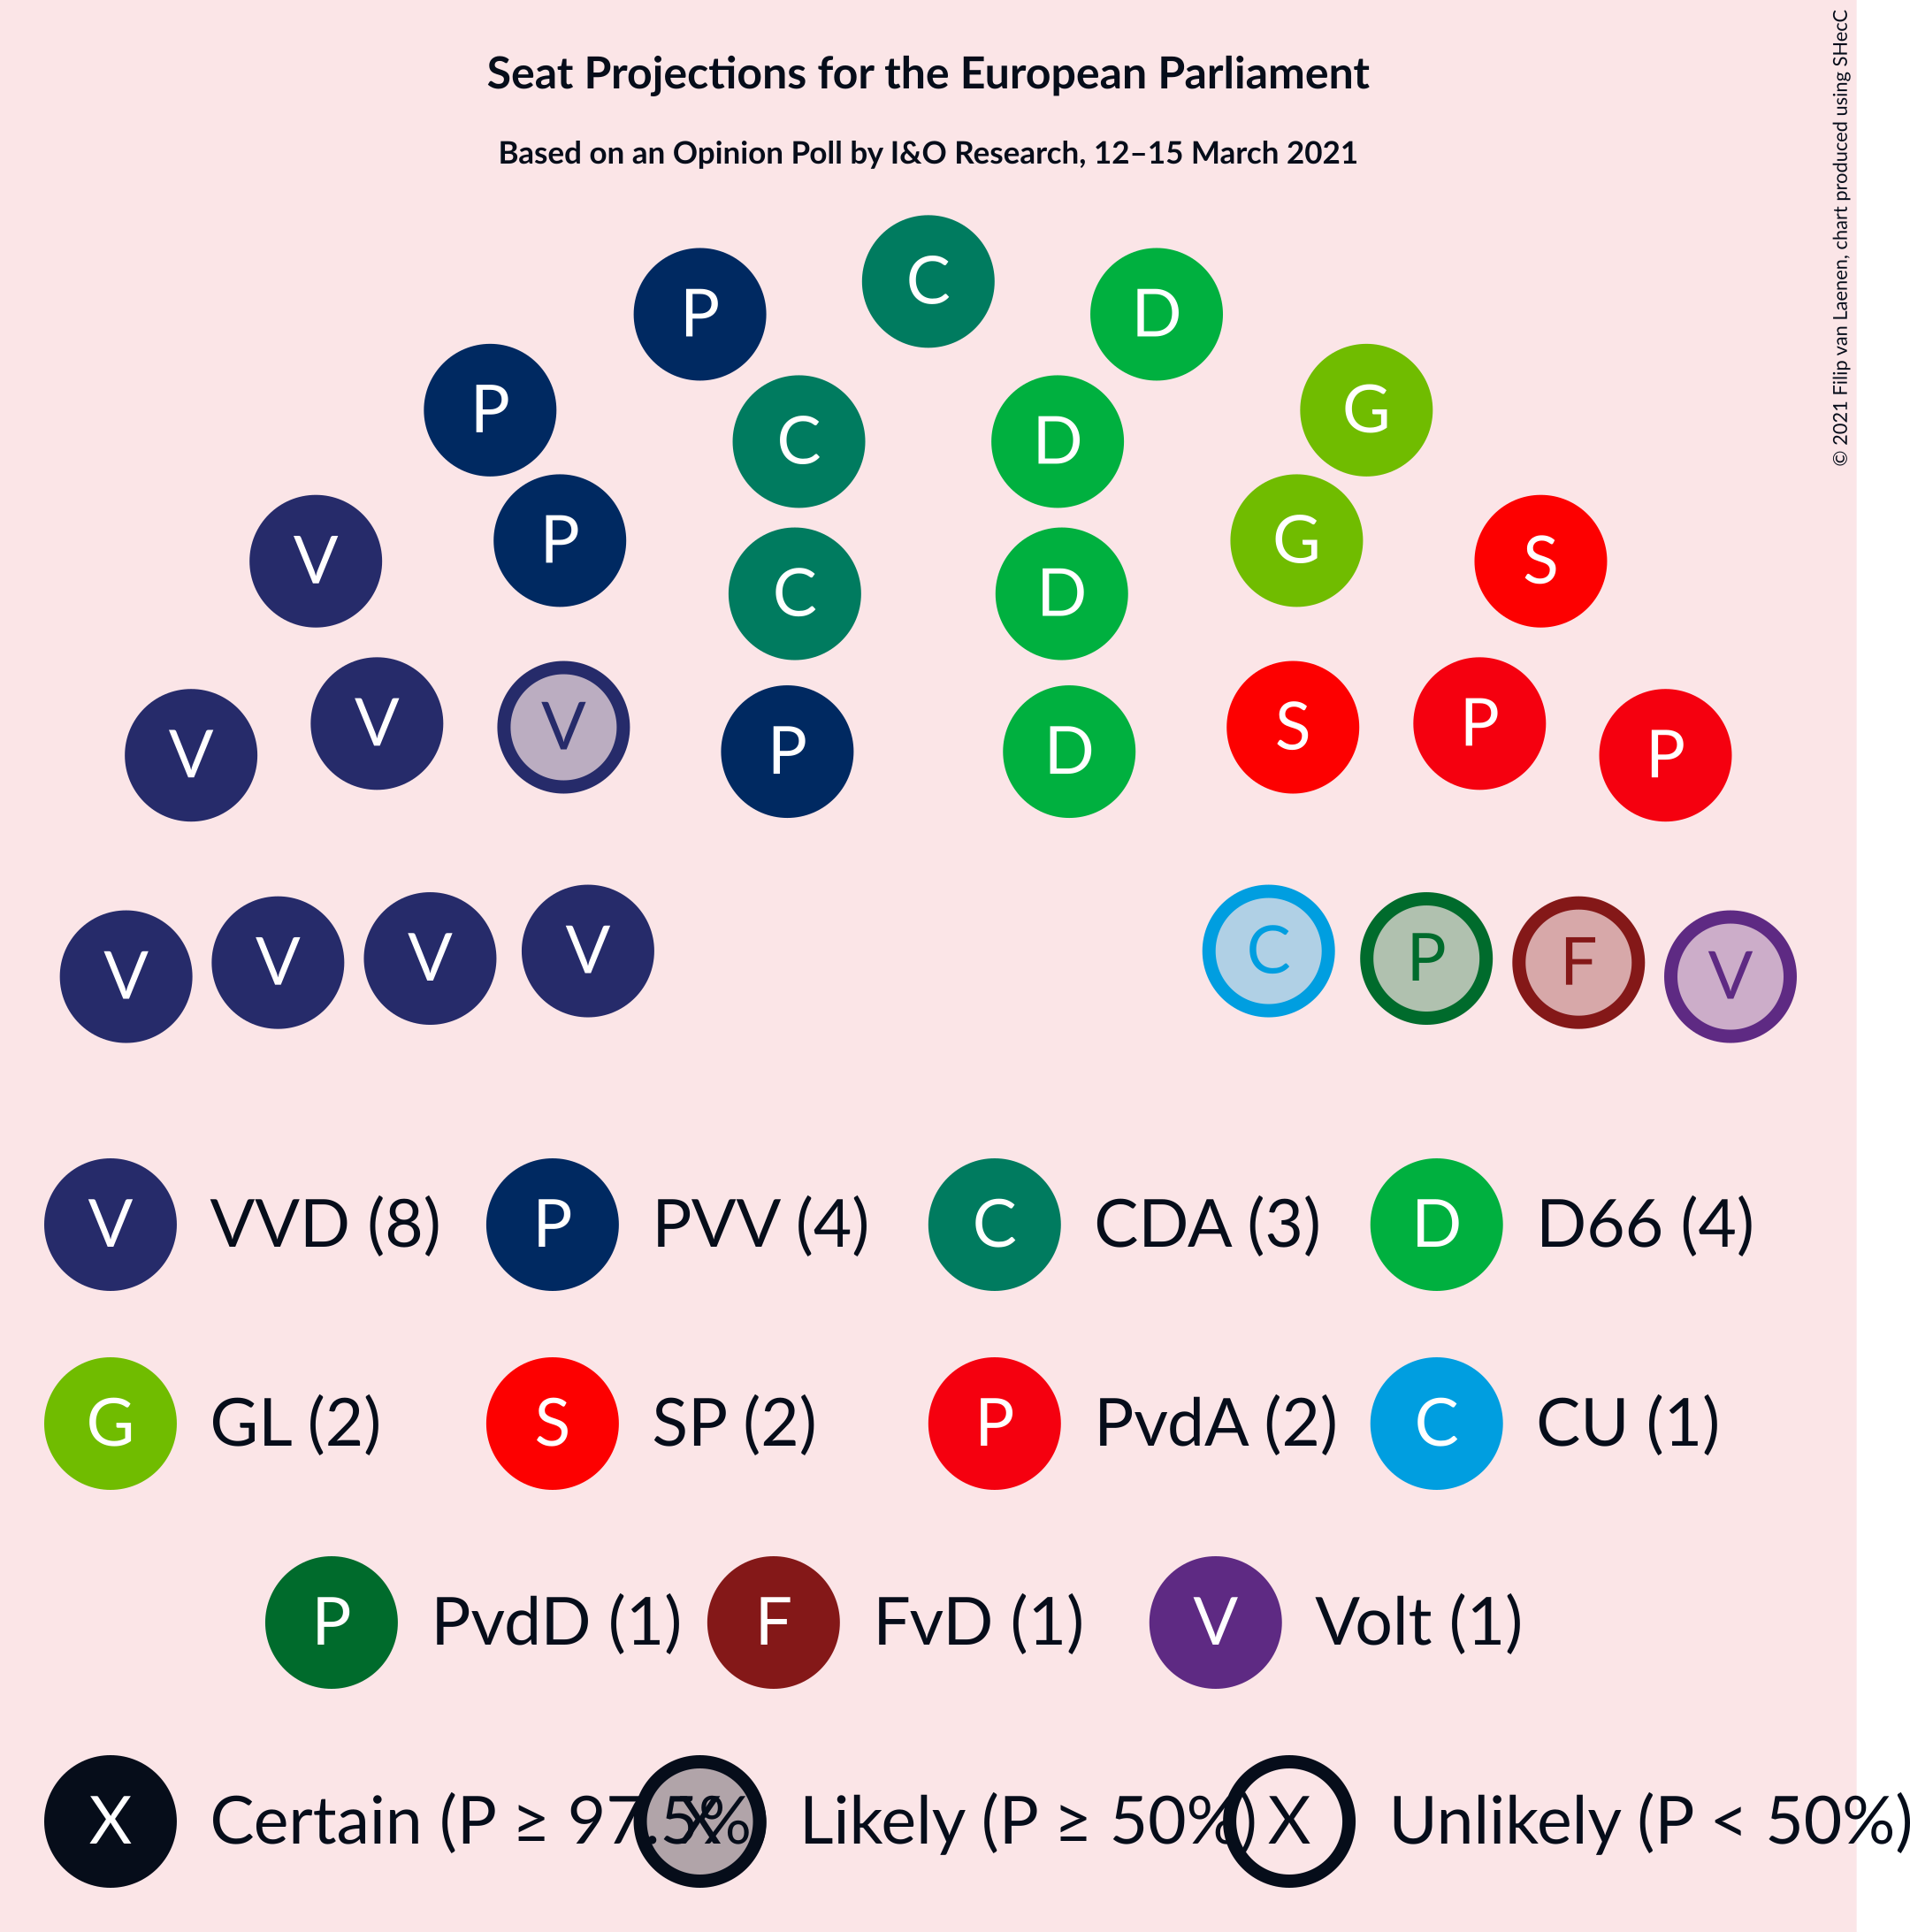 Seat Projections for the European Parliament
Based on an Opinion Poll by I&O Research, 12–15 March 2021
© 2021 Filip van Laenen, chart produced using SHecC
C
P D
P G
C D
P G
V S
C D
V V P
V P D S P
C P F V
V V V V
V VVD (8) P PVV (4) C CDA (3) D D66 (4)
G GL (2) S SP (2) P PvdA (2) C CU (1)
P PvdD (1) F FvD (1) V Volt (1)
X Certain (P ≥ 97.5% X Likely (P ≥ 50%) X Unlikely (P < 50%)